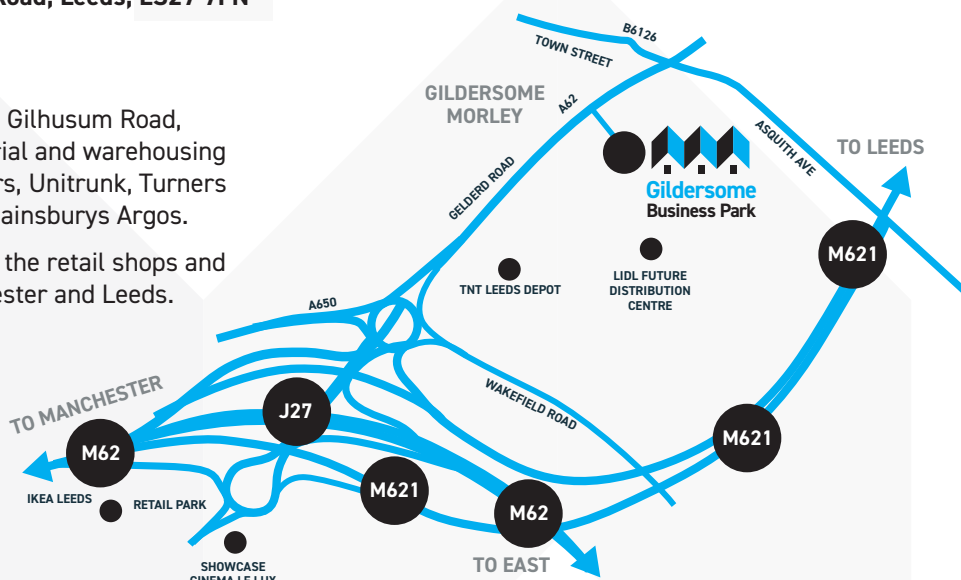 Road, Leeds, LS27 7PN
Gilhusum Road,
rial and warehousing
rs, Unitrunk, Turners
ainsburys Argos.
the retail shops and
ester and Leeds.
B6126
TOWN STREET
GILDERSOME
MORLEY
A62
ASQUITH AVE
TO LEEDS
GELDERD ROAD
Gildersome
Business Park
M621
TNT LEEDS DEPOT
LIDL FUTURE
DISTRIBUTION
CENTRE
A650
WAKEFIELD ROAD
TO MANCHESTER
J27
M62
M621
IKEA LEEDS
RETAIL PARK
M621
M62
SHOWCASE
CINEMA LE LUX
TO EAST